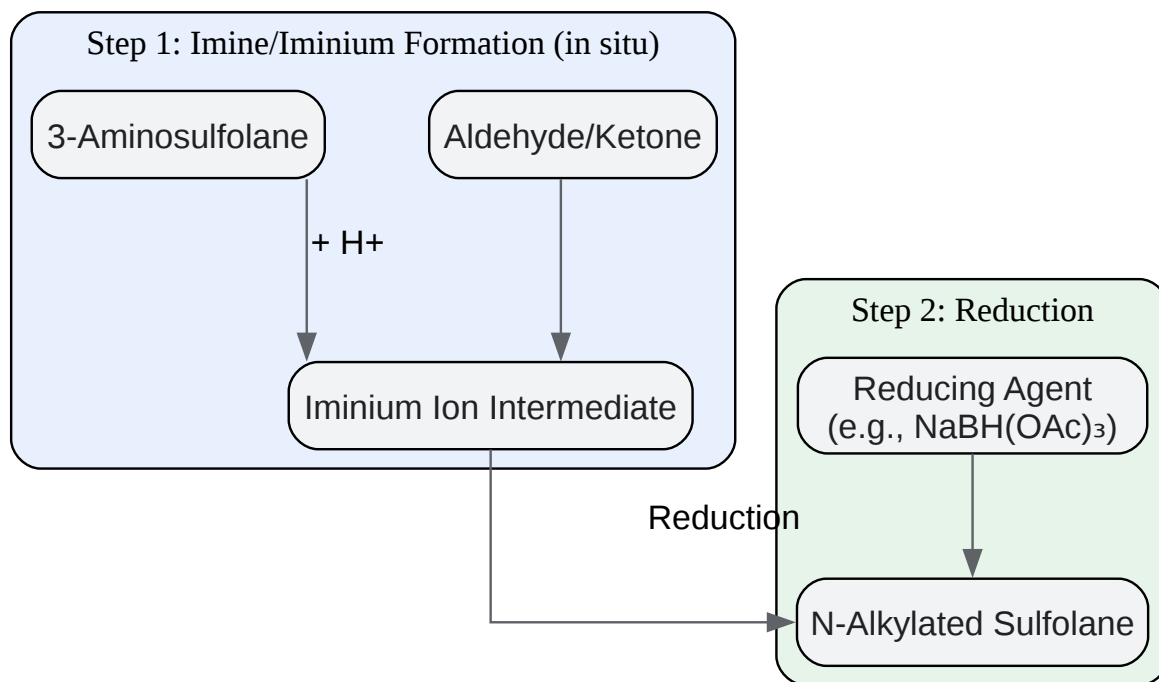 Step 1: Imine/Iminium Formation (in situ)
3-Aminosulfolane
Aldehyde/Ketone
+ H+
Iminium Ion Intermediate
Step 2: Reduction
Reducing Agent
(e.g., NaBH(OAc)₃)
Reduction
N-Alkylated Sulfolane